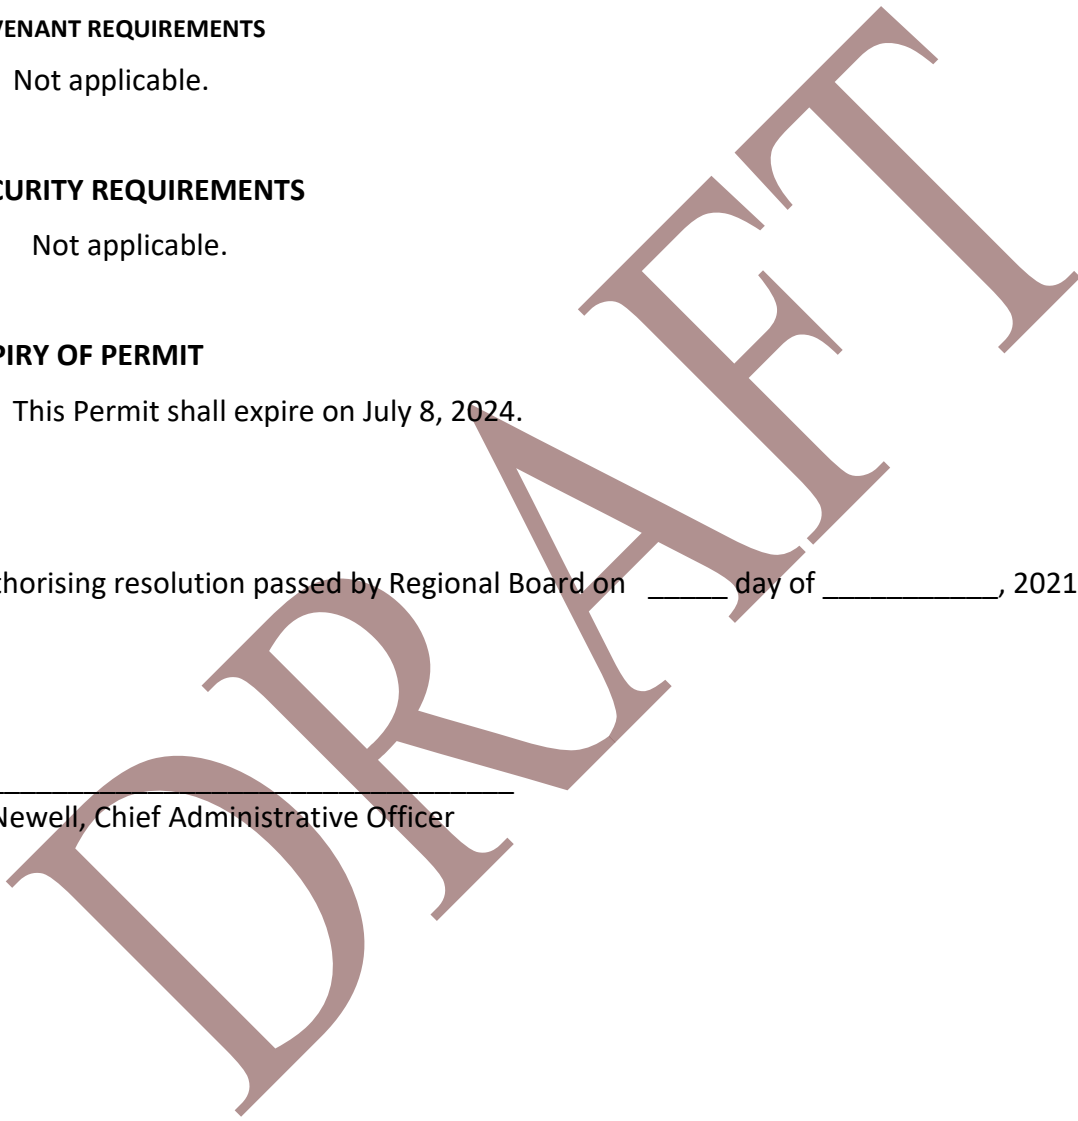 VENANT REQUIREMENTS
Not applicable.
CURITY REQUIREMENTS
Not applicable.
PIRY OF PERMIT
This Permit shall expire on July 8, 2024.
thorising resolution passed by Regional Board on _____ day of ___________, 2021
Newell, Chief Administrative Officer
DRAFT